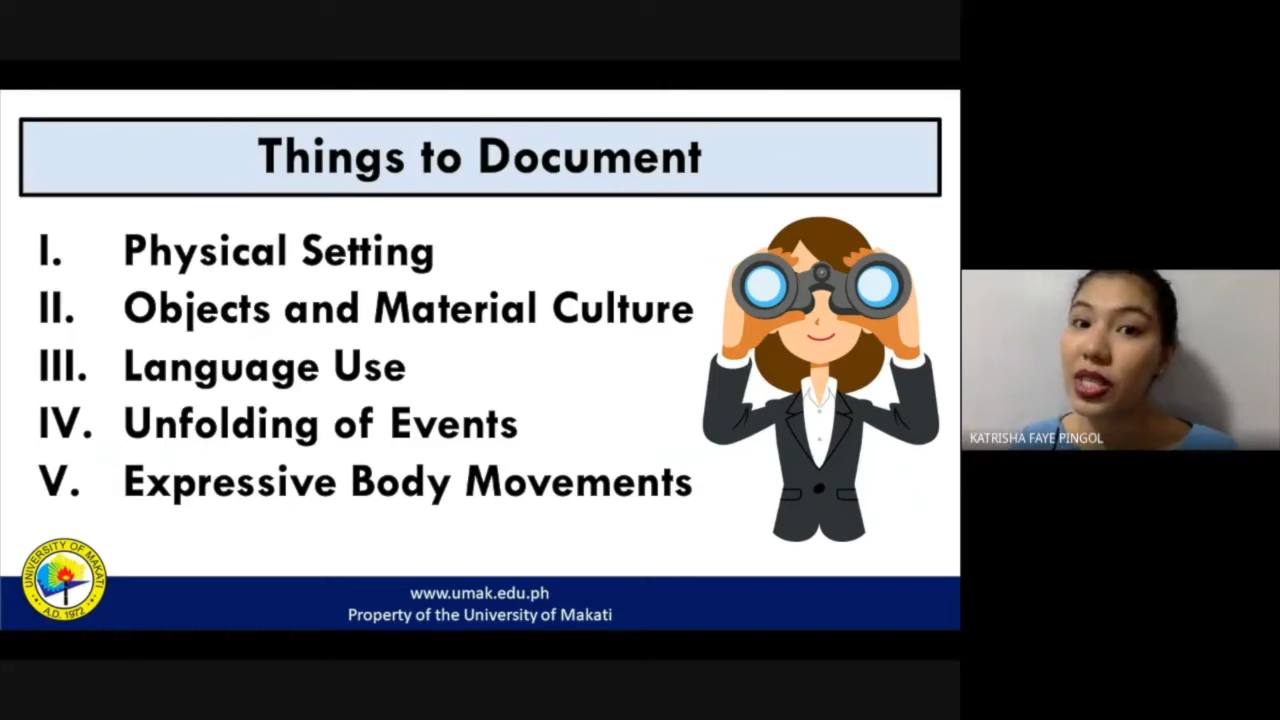 Things to Document
I. Physical Setting
II. Objects and Material Culture
III. Language Use
IV. Unfolding of Events
V. Expressive Body Movements
UNIVERSITY OF MAKATI
A.D. 1972
www.umak.edu.ph
Property of the University of Makati
KATRISHA FAYE PINGOL